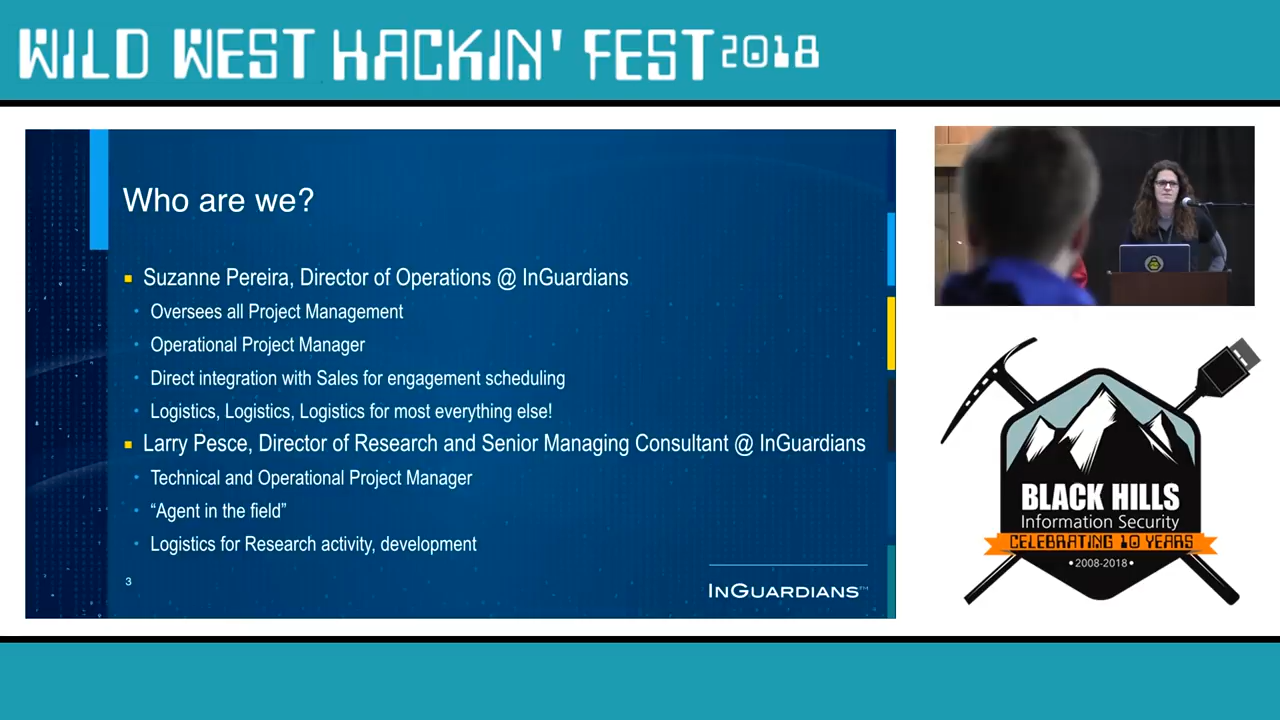 WILD WEST HACKIN' FEST 2018
Who are we?
Suzanne Pereira, Director of Operations @ InGuardians
Oversees all Project Management
Operational Project Manager
Direct integration with Sales for engagement scheduling
Logistics, Logistics, Logistics for most everything else!
Larry Pesce, Director of Research and Senior Managing Consultant @ InGuardians
Technical and Operational Project Manager
“Agent in the field”
Logistics for Research activity, development
3
INGUARDIANS™
BLACK HILLS
Information Security
CELEBRATING 10 YEARS
•2008-2018•